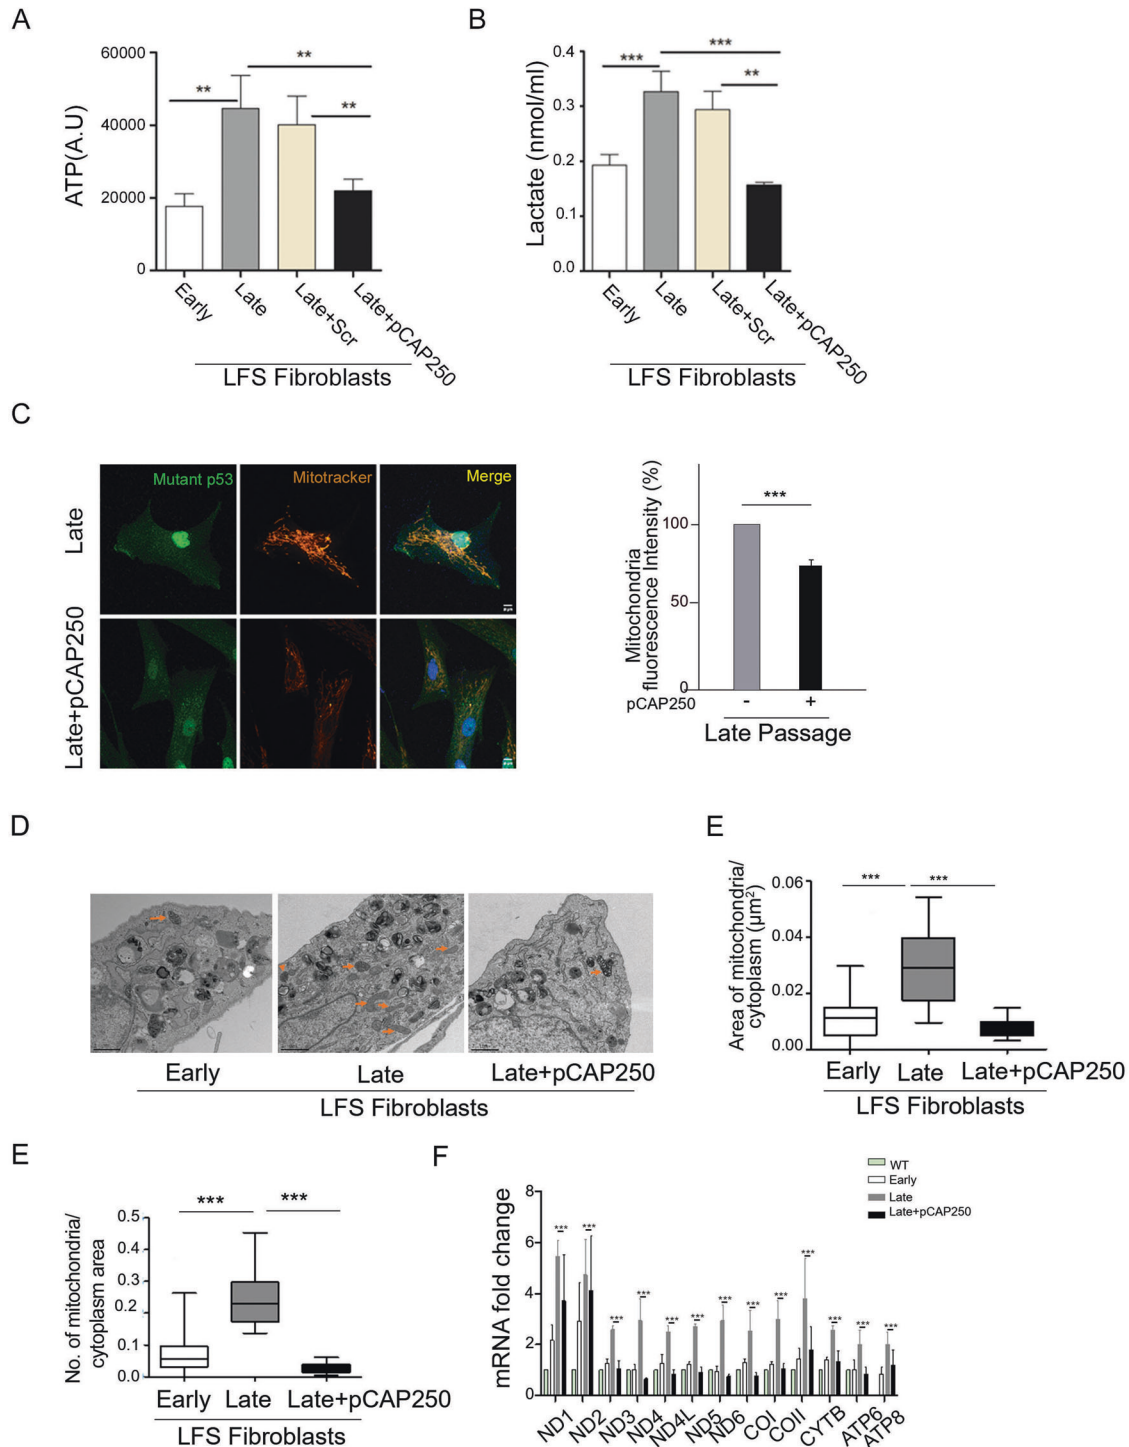 A
ATP(A.U)
60000
40000
20000
0
**
**
**
Early
Late
Late+Scr
Late+pCAP250
LFS Fibroblasts
B
Lactate (nmol/ml)
0.4
0.3
0.2
0.1
0.0
***
***
**
Early
Late
Late+Scr
Late+pCAP250
LFS Fibroblasts
C
Mutant p53
Mitotracker
Merge
Late
Late+pCAP250
Mitochondria
fluorescence Intensity (%)
100
50
0
***
pCAP250
-
+
Late Passage
D
Early
Late
Late+pCAP250
LFS Fibroblasts
E
Area of mitochondria/
cytoplasm (µm²)
0.06
0.04
0.02
0.00
***
***
Early
Late
Late+pCAP250
LFS Fibroblasts
E
No. of mitochondria/
cytoplasm area
0.5
0.4
0.3
0.2
0.1
0.0
***
***
Early
Late
Late+pCAP250
LFS Fibroblasts
F
WT
Early
Late
Late+pCAP250
mRNA fold change
8
6
4
2
0
***
***
***
***
***
***
***
***
***
***
***
***
***
ND1
ND2
ND3
ND4
ND4L
ND5
ND6
COI
COII
CYTB
ATP6
ATP8